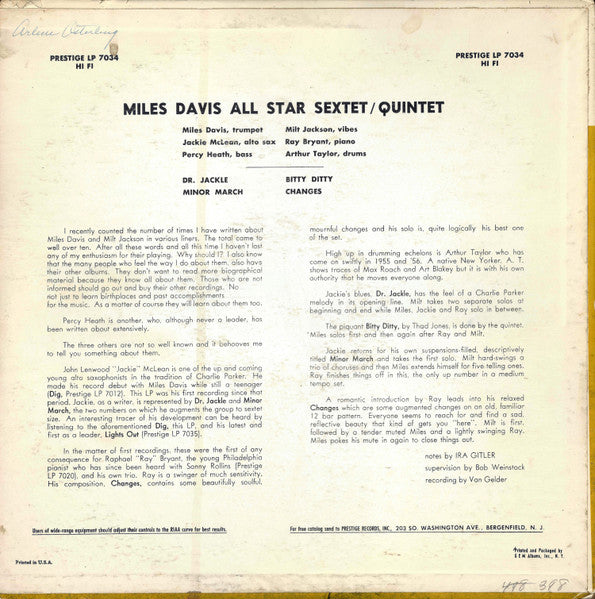 PRESTIGE LP 7034
HI FI
PRESTIGE LP 7034
HI FI
MILES DAVIS ALL STAR SEXTET/QUINTET
Miles Davis, trumpet Milt Jackson, vibes
Jackie McLean, alto sax Ray Bryant, piano
Percy Heath, bass Arthur Taylor, drums
DR. JACKLE BITTY DITTY
MINOR MARCH CHANGES
I recently counted the number of times I have written about
Miles Davis and Milt Jackson in various liners. The total came to
well over ten. After all these words and all this time I haven't lost
any of my enthusiasm for their playing. Why should I? I also know
that the many people who feel the way I do about them, also have
their other albums. They don't want to read more biographical
material because they know all about them. Those who are not
informed should go out and buy their other recordings. No
not just to learn birthplaces and past accomplishments
for the music. As a matter of course they will learn about them too.
Percy Heath is another, who, although never a leader, has
been written about extensively.
The three others are not so well known and it behooves me
to tell you something about them.
John Lenwood "Jackie" McLean is one of the up and coming
young alto saxophonists in the tradition of Charlie Parker. He
made his record debut with Miles Davis while still a teenager
(Dig, Prestige LP 7012). This LP was his first recording since that
period. Jackie, as a writer, is represented by Dr. Jackle and Minor
March, the two numbers on which he augments the group to sextet
size. An interesting tracer of his development can be heard by
listening to the aforementioned Dig, this LP, and his latest and
first as a leader, Lights Out (Prestige LP 7035).
In the matter of first recordings, these were the first of any
consequence for Raphael "Ray" Bryant, the young Philadelphia
pianist who has since been heard with Sonny Rollins (Prestige
LP 7020), and his own trio. Ray is a swinger of much sensitivity.
His composition, Changes, contains some beautifully soulful,
mournful changes and his solo is, quite logically his best one
of the set.
High up in drumming echelons is Arthur Taylor who has
come on swiftly in 1955 and '56. A native New Yorker, A. T.
shows traces of Max Roach and Art Blakey but it is with his own
authority that he moves everyone along.
Jackie's blues, Dr. Jackle, has the feel of a Charlie Parker
melody in its opening line. Milt takes two separate solos at
beginning and end while Miles, Jackie and Ray solo in between.
The piquant Bitty Ditty, by Thad Jones, is done by the quintet.
Miles solos first and then again after Ray and Milt.
Jackie returns for his own suspensions-filled, descriptively
titled Minor March and takes the first solo. Milt hard-swings a
trio of choruses and then Miles extends himself for five telling ones.
Ray finishes things off in this, the only up number in a medium
tempo set.
A romantic introduction by Ray leads into his relaxed
Changes which are some augmented changes on an old, familiar
12 bar pattern. Everyone seems to reach for and find a sad,
reflective beauty that kind of gets you "here". Milt is first,
followed by a tender muted Miles and a lightly swinging Ray.
Miles pokes his mute in again to close things out.
notes by IRA GITLER
supervision by Bob Weinstock
recording by Van Gelder
Users of wide-range equipment should adjust their controls to the RIAA curve for best results.
For free catalog send to PRESTIGE RECORDS, INC., 203 SO. WASHINGTON AVE., BERGENFIELD, N. J.
Printed in U.S.A.
Printed and Packaged by
G E M Albums, Inc., N. Y.
398